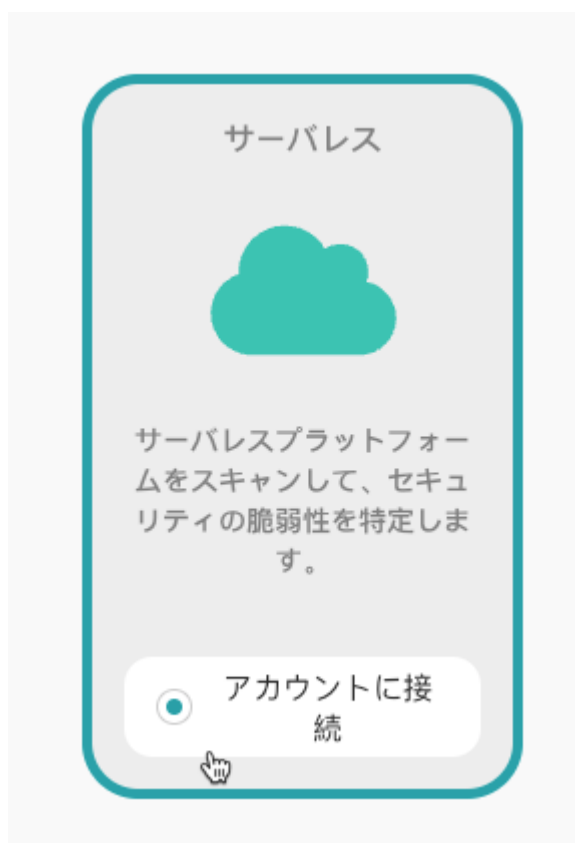 サーバレス
サーバレスプラットフォー
ムをスキャンして、セキュ
リティの脆弱性を特定しま
す。
アカウントに接
続